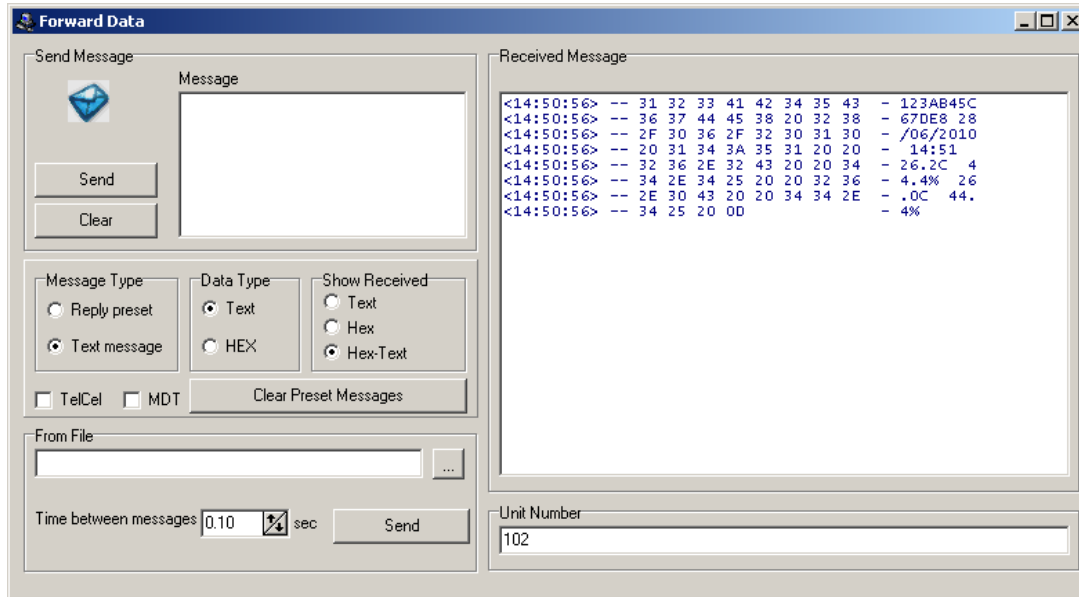 Forward Data
Send Message
Message
Send
Clear
Message Type
Reply preset
Text message
Data Type
Text
HEX
Show Received
Text
Hex
Hex-Text
TelCel
MDT
Clear Preset Messages
From File
...
Time between messages 0.10 sec
Send
Received Message
<14:50:56> -- 31 32 33 41 42 34 35 43 - 123AB45C
<14:50:56> -- 36 37 44 45 38 20 32 38 - 67DE8 28
<14:50:56> -- 2F 30 36 2F 32 30 31 30 - /06/2010
<14:50:56> -- 20 31 34 3A 35 31 20 20 -  14:51
<14:50:56> -- 32 36 2E 32 43 20 20 34 - 26.2C  4
<14:50:56> -- 34 2E 34 25 20 20 32 36 - 4.4%  26
<14:50:56> -- 2E 30 43 20 20 34 34 2E - .0C  44.
<14:50:56> -- 34 25 20 0D - 4%
Unit Number
102